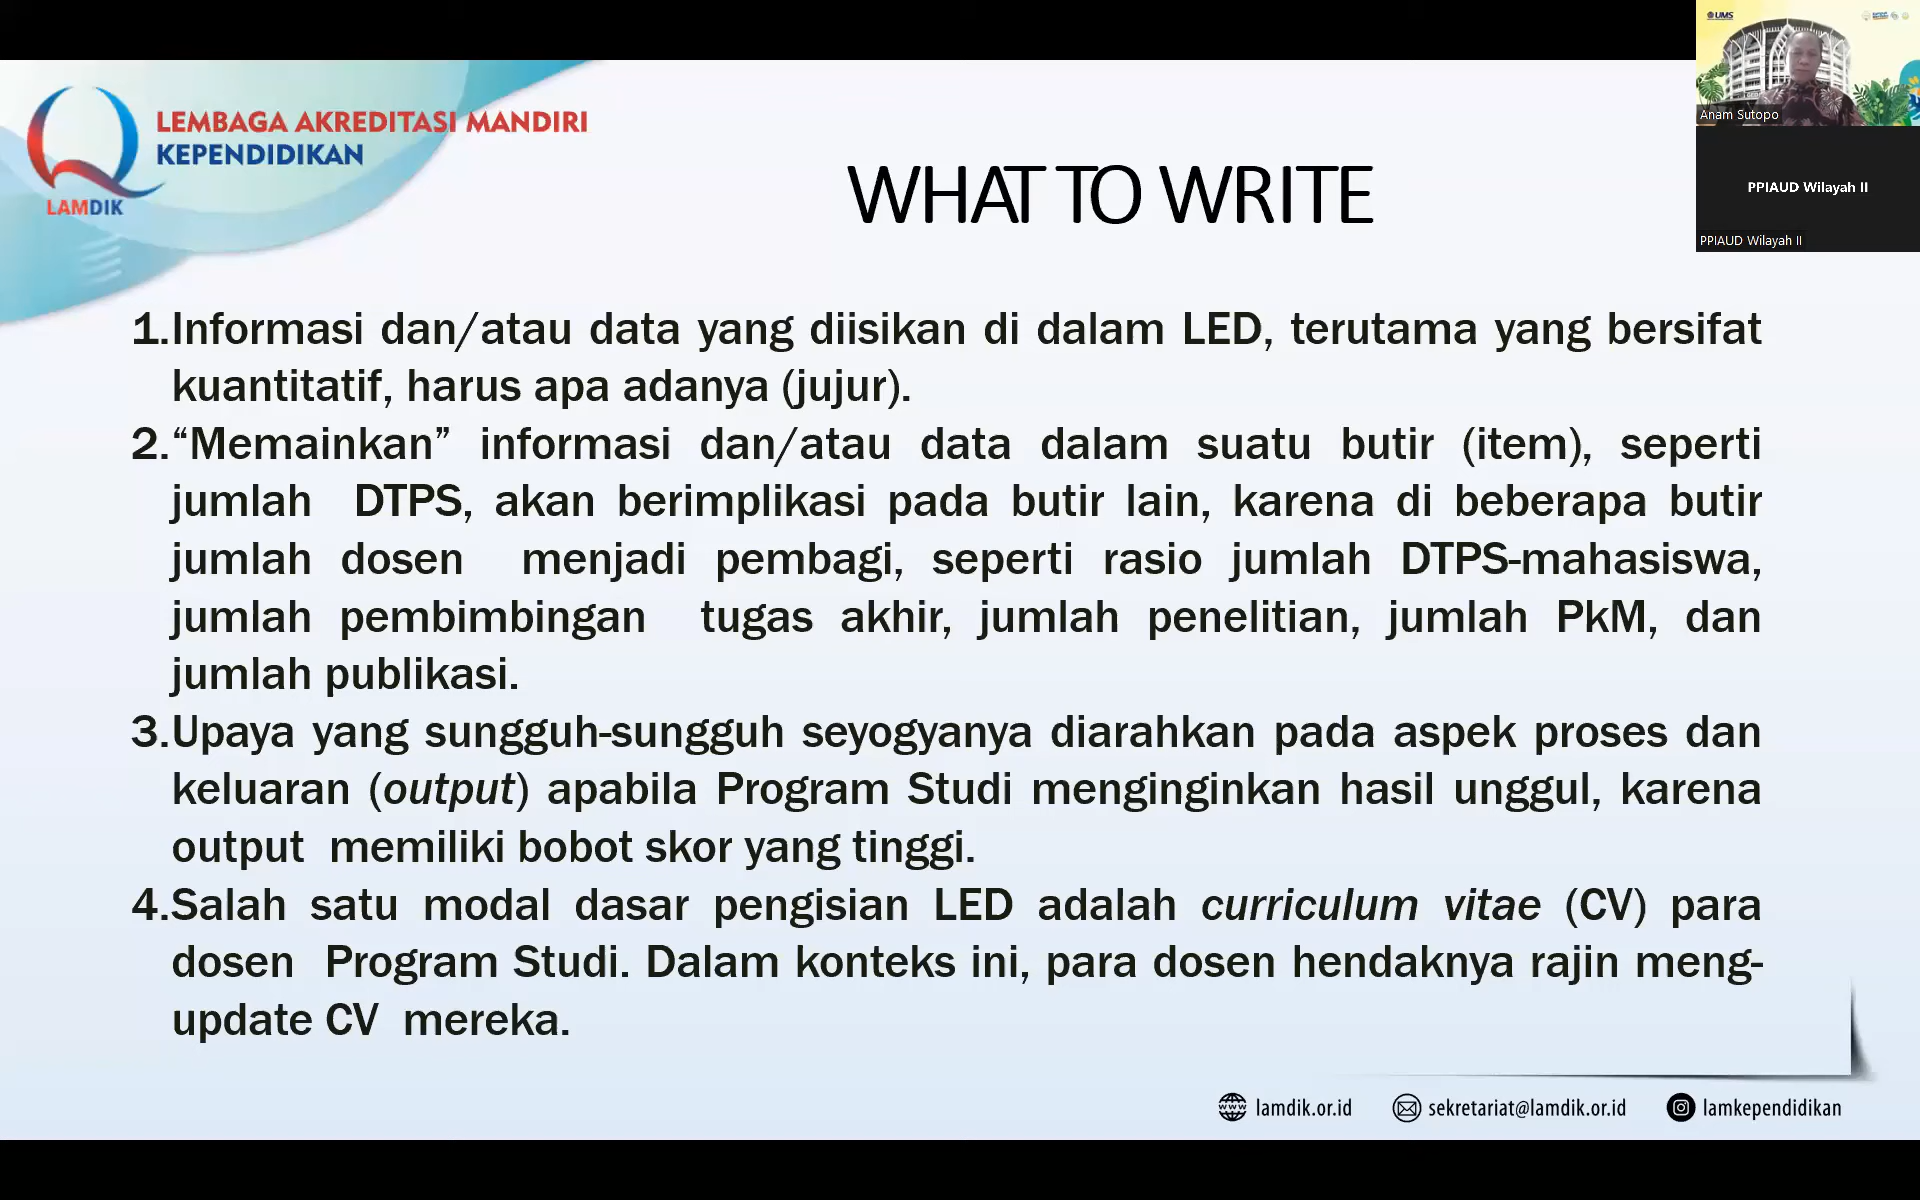 UMS
Anam Sutopo
PPIAUD Wilayah II
PPIAUD Wilayah II
LEMBAGA AKREDITASI MANDIRI
KEPENDIDIKAN
LAMDIK
WHAT TO WRITE
1.Informasi dan/atau data yang diisikan di dalam LED, terutama yang bersifat
kuantitatif, harus apa adanya (jujur).
2.“Memainkan” informasi dan/atau data dalam suatu butir (item), seperti
jumlah DTPS, akan berimplikasi pada butir lain, karena di beberapa butir
jumlah dosen menjadi pembagi, seperti rasio jumlah DTPS-mahasiswa,
jumlah pembimbingan tugas akhir, jumlah penelitian, jumlah PkM, dan
jumlah publikasi.
3.Upaya yang sungguh-sungguh seyogyanya diarahkan pada aspek proses dan
keluaran (output) apabila Program Studi menginginkan hasil unggul, karena
output memiliki bobot skor yang tinggi.
4.Salah satu modal dasar pengisian LED adalah curriculum vitae (CV) para
dosen Program Studi. Dalam konteks ini, para dosen hendaknya rajin meng-
update CV mereka.
www lamdik.or.id sekretariat@lamdik.or.id lamkependidikan